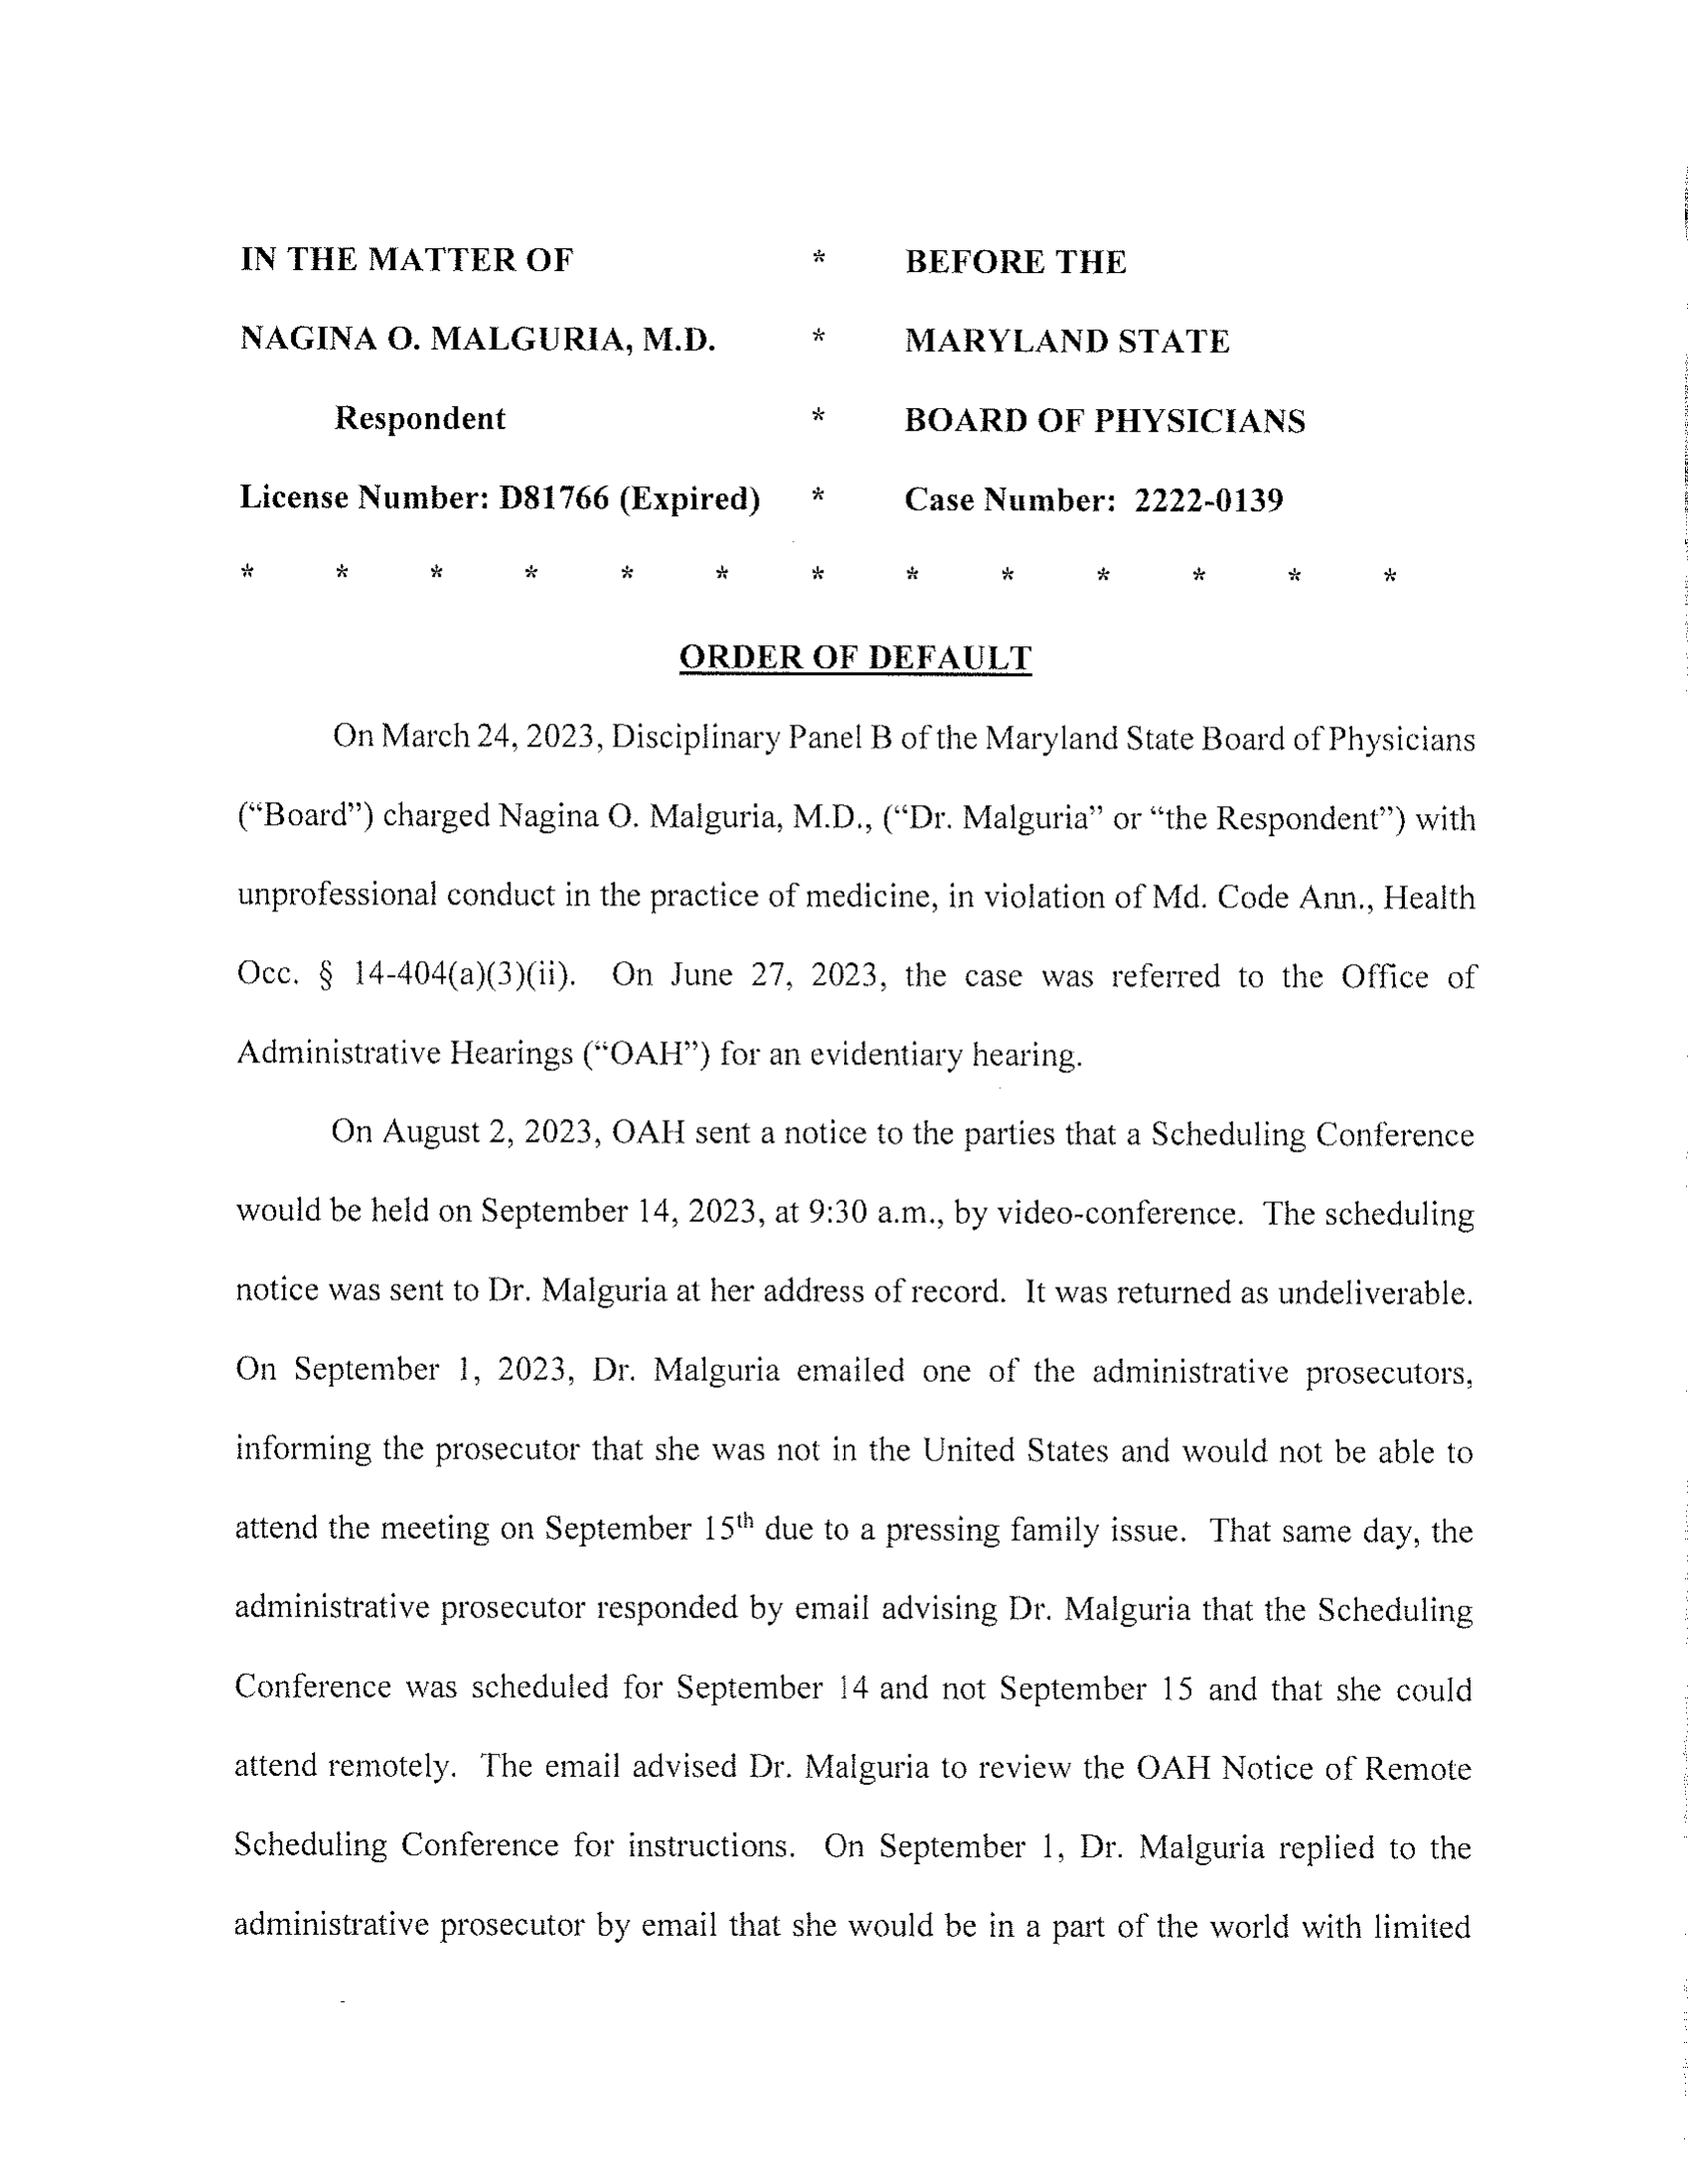 IN THE MATTER OF * BEFORE THE
NAGINA O. MALGURIA, M.D. * MARYLAND STATE
Respondent * BOARD OF PHYSICIANS
License Number: D81766 (Expired) * Case Number: 2222-0139
* * * * * * * * * * * * *
ORDER OF DEFAULT
On March 24, 2023, Disciplinary Panel B of the Maryland State Board of Physicians
(“Board”) charged Nagina O. Malguria, M.D., (“Dr. Malguria” or “the Respondent”) with
unprofessional conduct in the practice of medicine, in violation of Md. Code Ann., Health
Occ. § 14-404(a)(3)(ii). On June 27, 2023, the case was referred to the Office of
Administrative Hearings (“OAH”) for an evidentiary hearing.
On August 2, 2023, OAH sent a notice to the parties that a Scheduling Conference
would be held on September 14, 2023, at 9:30 a.m., by video-conference. The scheduling
notice was sent to Dr. Malguria at her address of record. It was returned as undeliverable.
On September 1, 2023, Dr. Malguria emailed one of the administrative prosecutors,
informing the prosecutor that she was not in the United States and would not be able to
attend the meeting on September 15th due to a pressing family issue. That same day, the
administrative prosecutor responded by email advising Dr. Malguria that the Scheduling
Conference was scheduled for September 14 and not September 15 and that she could
attend remotely. The email advised Dr. Malguria to review the OAH Notice of Remote
Scheduling Conference for instructions. On September 1, Dr. Malguria replied to the
administrative prosecutor by email that she would be in a part of the world with limited